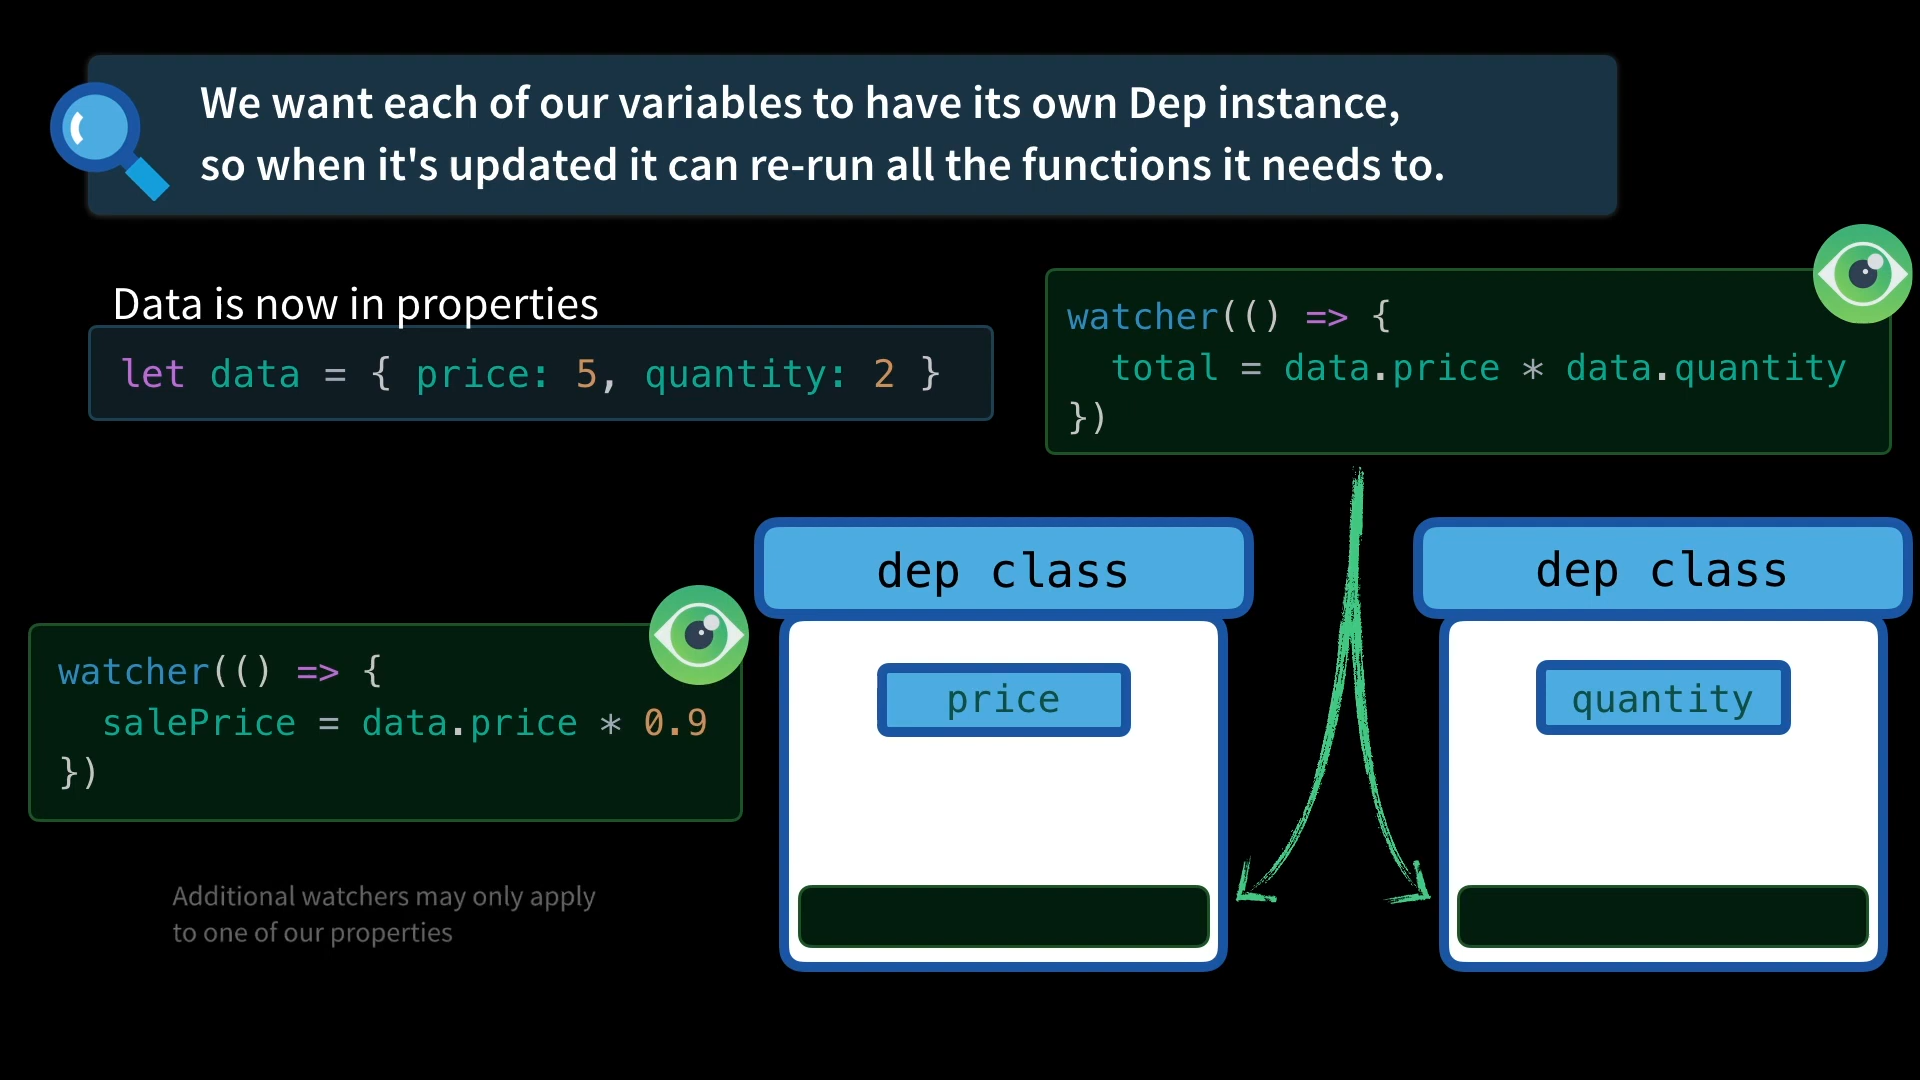 We want each of our variables to have its own Dep instance,
so when it's updated it can re-run all the functions it needs to.
Data is now in properties
let data = { price: 5, quantity: 2 }
watcher(() => {
  total = data.price * data.quantity
})
watcher(() => {
  salePrice = data.price * 0.9
})
Additional watchers may only apply
to one of our properties
dep class
price
dep class
quantity